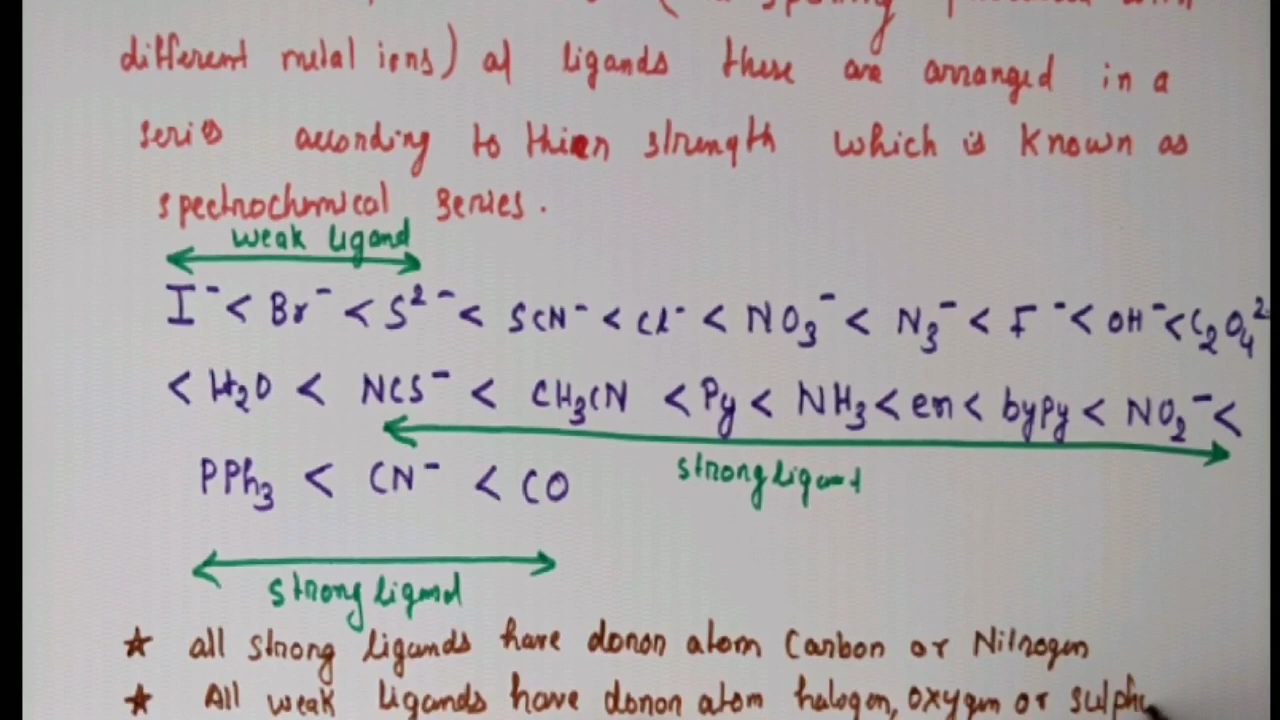 different metal ions) of ligands these are arranged in a
series according to thier strength which is known as
spectrochemical series.
weak ligand
I⁻ < Br⁻ < S²⁻ < SCN⁻ < Cl⁻ < NO₃⁻ < N₃⁻ < F⁻ < OH⁻ < C₂O₄²
< H₂O < NCS⁻ < CH₃CN < Py < NH₃ < en < bypy < NO₂⁻ <
strong ligand
PPh₃ < CN⁻ < CO
strong ligand
★ all strong ligands have donor atom Carbon or Nitrogen
★ All weak ligands have donor atom halogen, oxygen or sulph